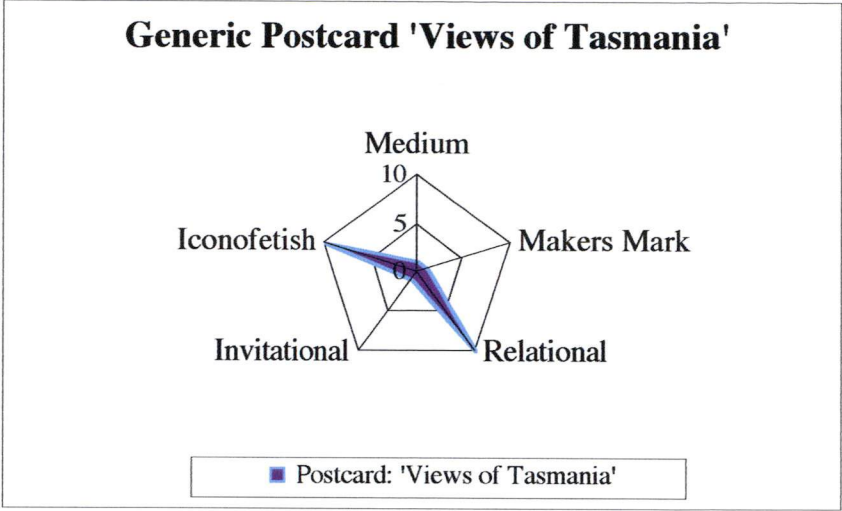 Generic Postcard 'Views of Tasmania'
Medium
10
5
0
Iconofetish
Makers Mark
Invitational
Relational
Postcard: 'Views of Tasmania'